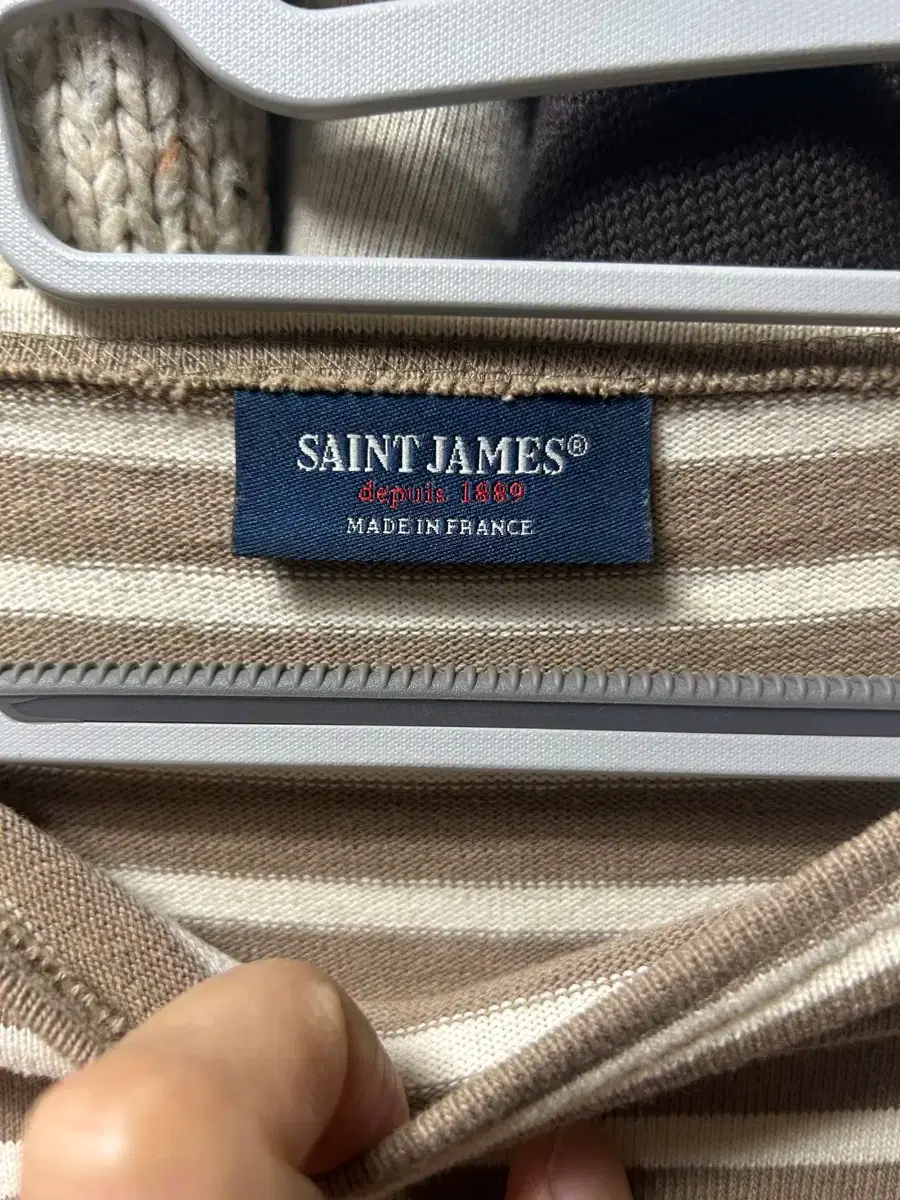 SAINT JAMES®
depuis 1889
MADE IN FRANCE